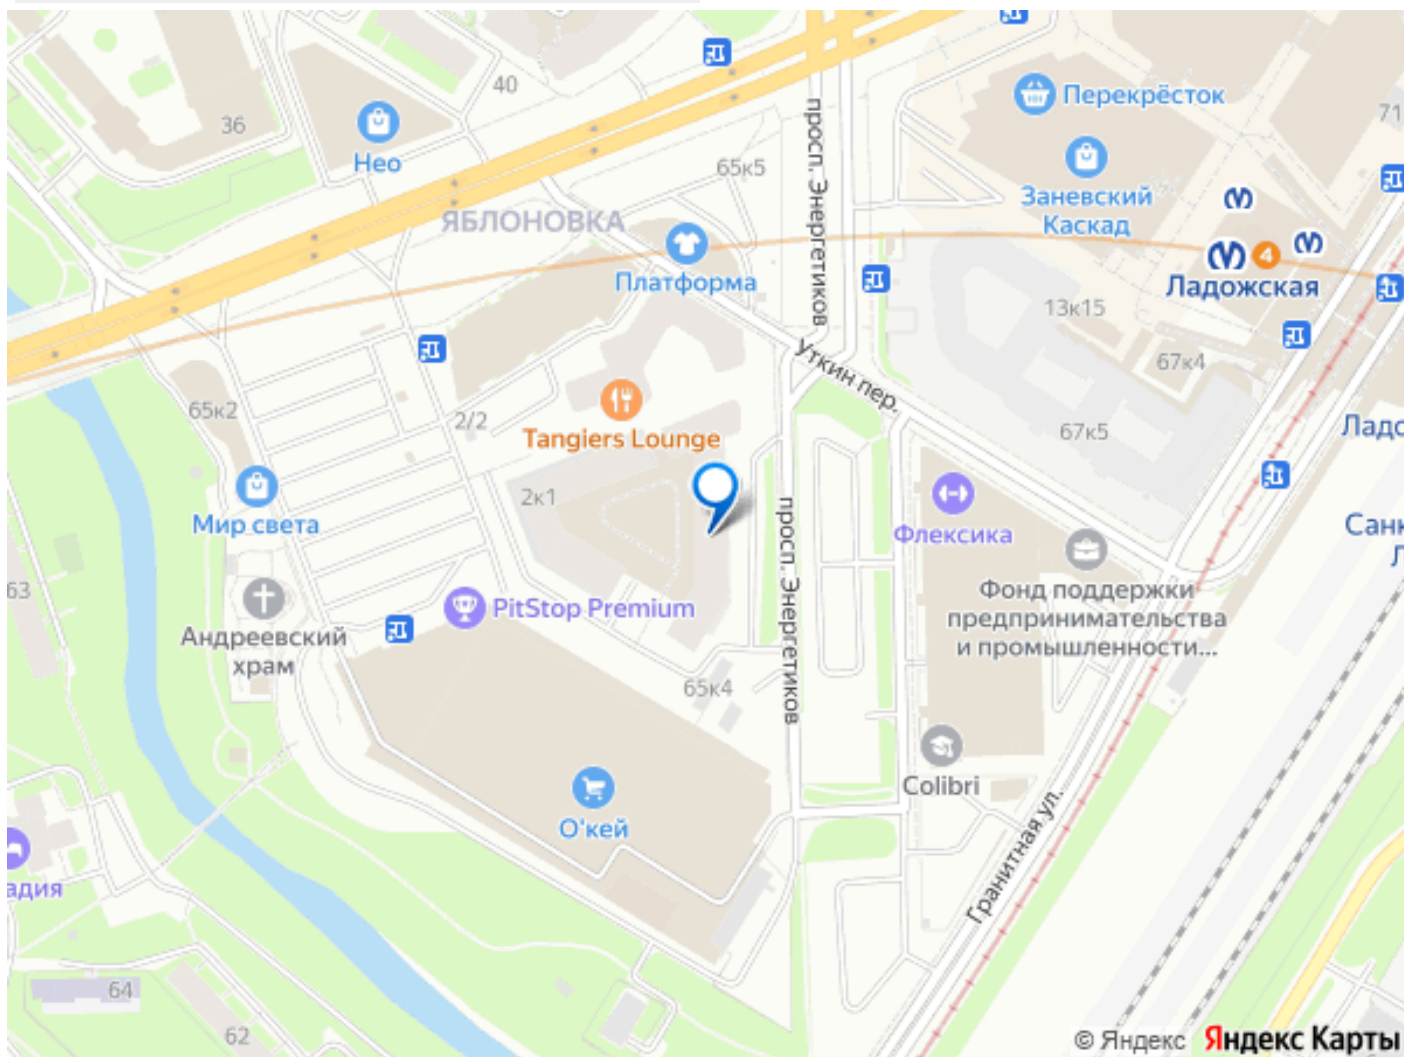 40
Перекрёсток
71
36
Нео
65к5
просп. Энергетиков
Заневский
Каскад
ЯБЛОНОВКА
Платформа
4
Ладожская
13к15
Уткин пер.
67к4
65к2
2/2
Tangiers Lounge
67к5
Ладо
2к1
Мир света
просп. Энергетиков
Флексика
Санк
Л
63
PitStop Premium
Фонд поддержки
предпринимательства
и промышленности...
Андреевский
храм
65к4
Colibri
О'кей
Гранитная ул.
адия
64
62
© Яндекс Яндекс Карты